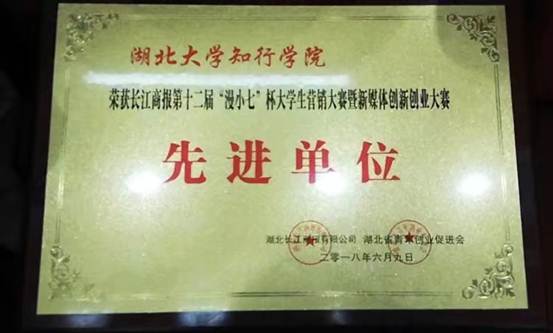 湖北大学知行学院
荣获长江商报第十二届“漫小七”杯大学生营销大赛暨新媒体创新创业大赛
先进单位
湖北长江商报有限公司 湖北省青年创业促进会
二零一八年六月九日